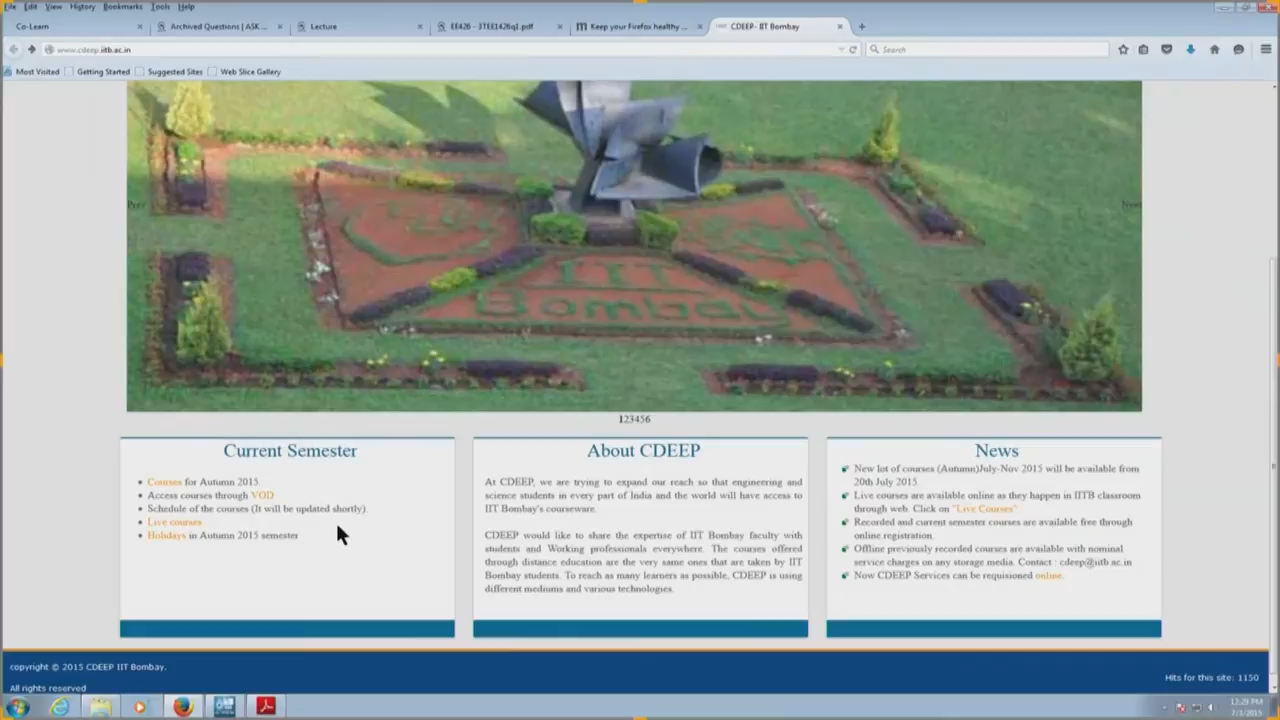 File Edit View History Bookmarks Tools Help
Co-Learn × Archived Questions | ASK ... × Lecture × EE426 - 3TEE1426q1.pdf × Keep your Firefox healthy ... × CDEEP- IIT Bombay × +
www.cdeep.iitb.ac.in Search
Most Visited Getting Started Suggested Sites Web Slice Gallery
Prev Next
IIT
Bombay
123456
Current Semester
Courses for Autumn 2015.
Access courses through VOD
Schedule of the courses (It will be updated shortly).
Live courses
Holidays in Autumn 2015 semester
About CDEEP
At CDEEP, we are trying to expand our reach so that engineering and
science students in every part of India and the world will have access to
IIT Bombay's courseware.
CDEEP would like to share the expertise of IIT Bombay faculty with
students and Working professionals everywhere. The courses offered
through distance education are the very same ones that are taken by IIT
Bombay students. To reach as many learners as possible, CDEEP is using
different mediums and various technologies.
News
New lot of courses (Autumn)July-Nov 2015 will be available from
20th July 2015.
Live courses are available online as they happen in IITB classroom
through web. Click on "Live Courses"
Recorded and current semester courses are available free through
online registration.
Offline previously recorded courses are available with nominal
service charges on any storage media. Contact : cdeep@iitb.ac.in
Now CDEEP Services can be requisioned online.
copyright © 2015 CDEEP IIT Bombay.
All rights reserved
Hits for this site: 1150
12:29 PM
7/3/2015